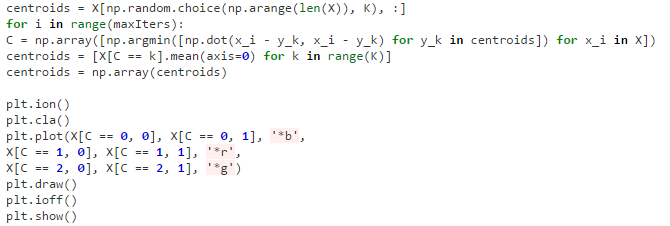 centroids = X[np.random.choice(np.arange(len(X)), K), :]
for i in range(maxIters):
C = np.array([np.argmin([np.dot(x_i - y_k, x_i - y_k) for y_k in centroids]) for x_i in X])
centroids = [X[C == k].mean(axis=0) for k in range(K)]
centroids = np.array(centroids)
plt.ion()
plt.cla()
plt.plot(X[C == 0, 0], X[C == 0, 1], '*b',
X[C == 1, 0], X[C == 1, 1], '*r',
X[C == 2, 0], X[C == 2, 1], '*g')
plt.draw()
plt.ioff()
plt.show()